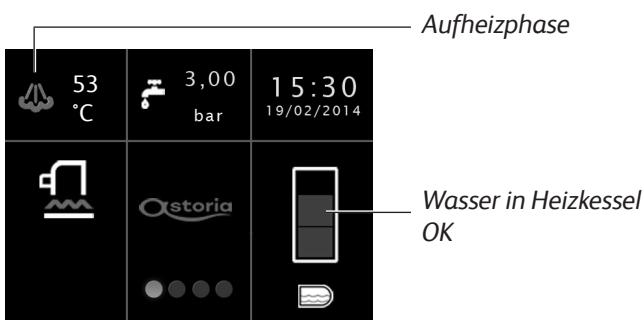 Aufheizphase
53
°C
3,00
bar
15:30
19/02/2014
astoria
Wasser in Heizkessel
OK